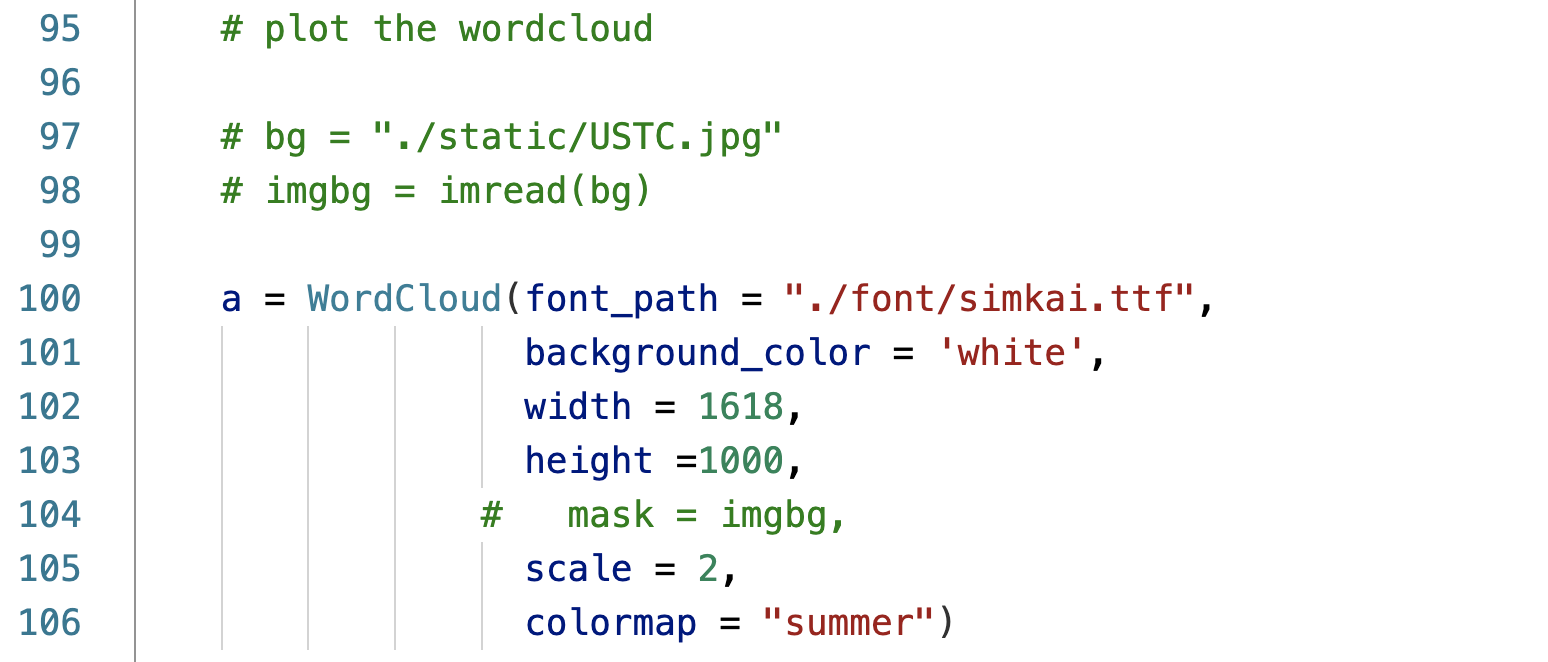 95 # plot the wordcloud
96
97 # bg = "./static/USTC.jpg"
98 # imgbg = imread(bg)
99
100 a = WordCloud(font_path = "./font/simkai.ttf",
101 background_color = 'white',
102 width = 1618,
103 height =1000,
104 #   mask = imgbg,
105 scale = 2,
106 colormap = "summer")